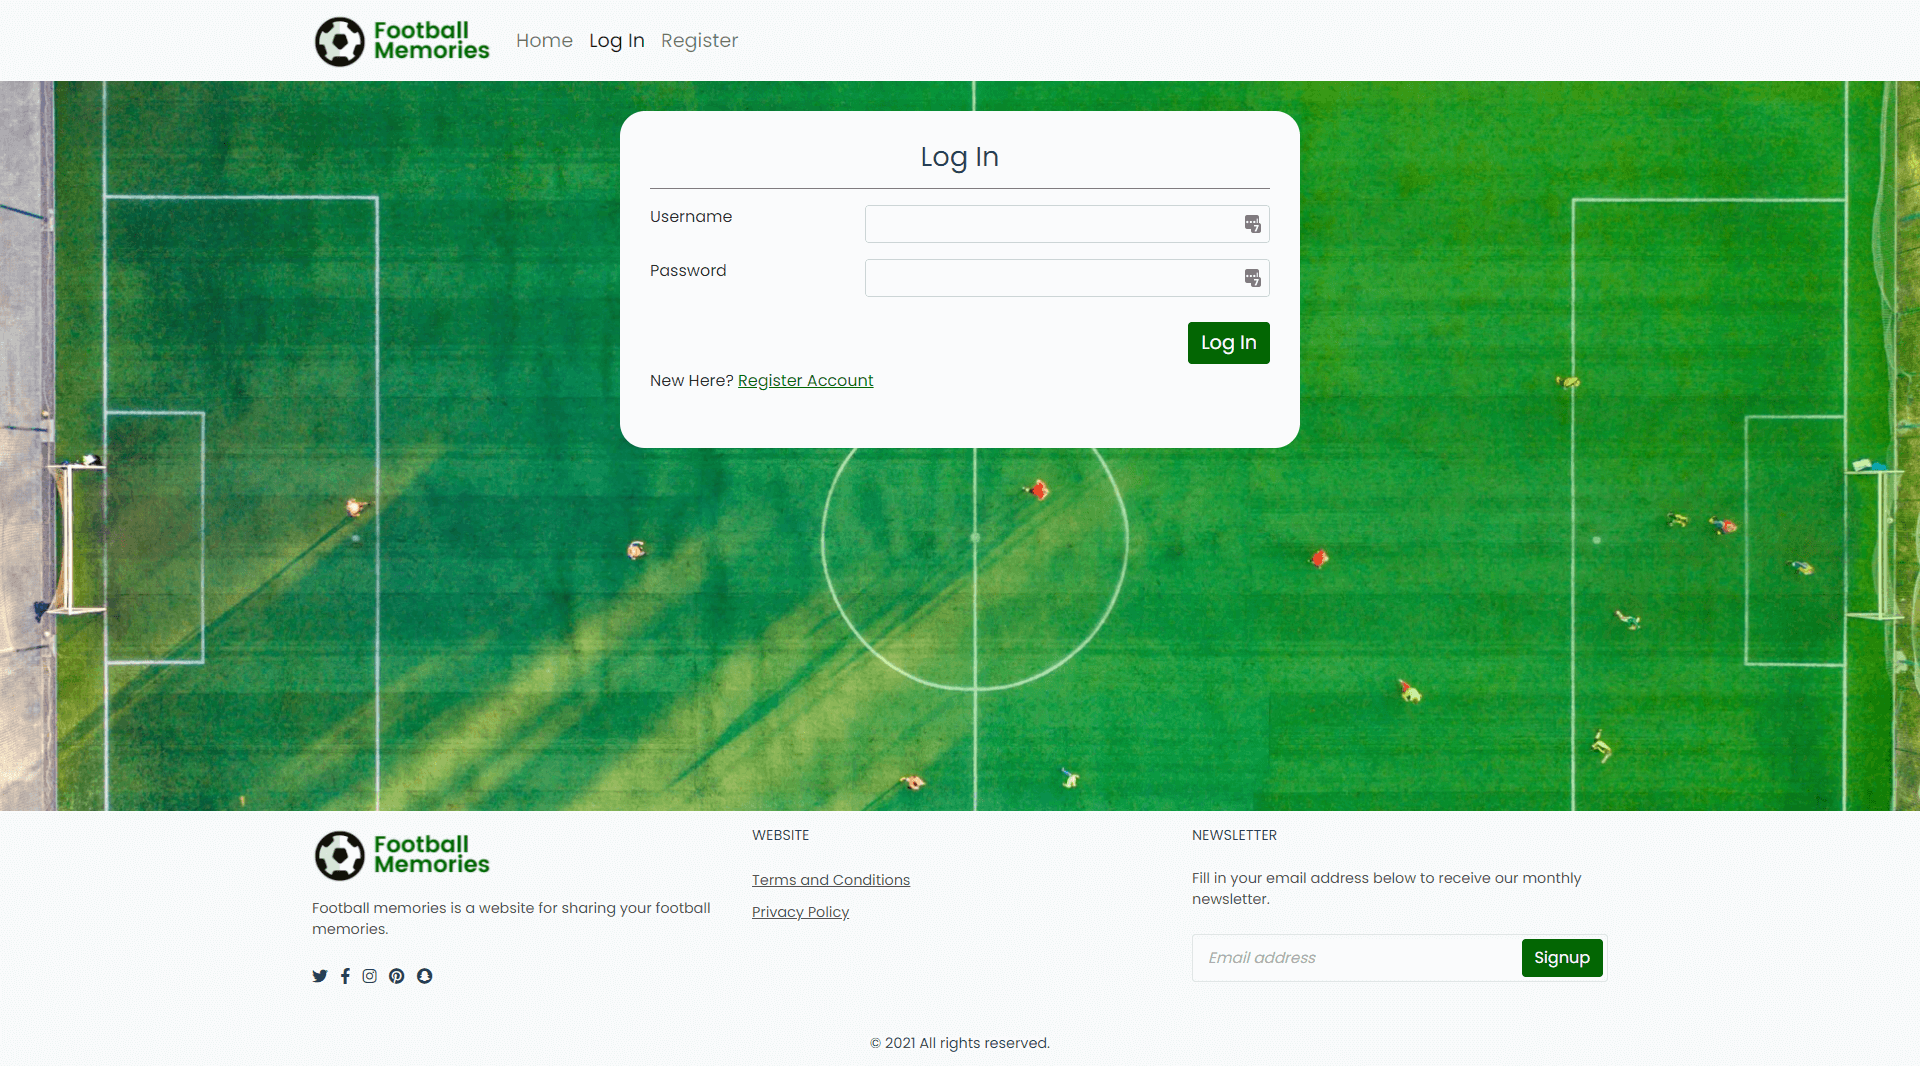 Football
Memories
Home Log In Register
Log In
Username
Password
Log In
New Here? Register Account
Football
Memories
Football memories is a website for sharing your football
memories.
WEBSITE
Terms and Conditions
Privacy Policy
NEWSLETTER
Fill in your email address below to receive our monthly
newsletter.
Email address
Signup
© 2021 All rights reserved.